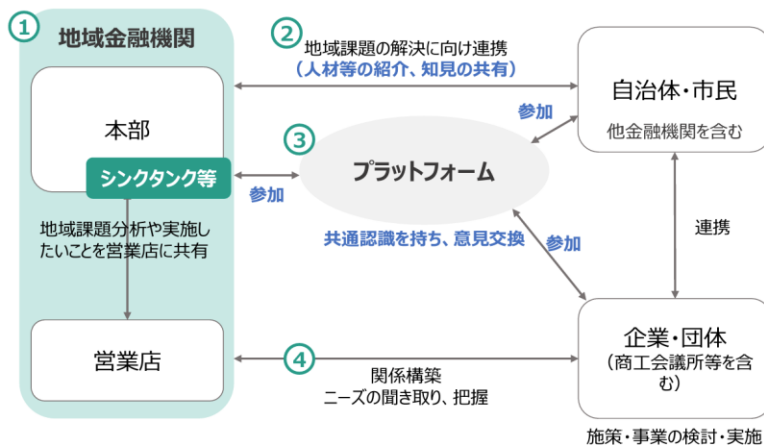 ①
地域金融機関
本部
シンクタンク等
地域課題分析や実施し
たいことを営業店に共有
営業店
②
地域課題の解決に向け連携
（人材等の紹介、知見の共有）
自治体・市民
他金融機関を含む
③
プラットフォーム
参加
参加
参加
共通認識を持ち、意見交換
連携
④
関係構築
ニーズの聞き取り、把握
企業・団体
（商工会議所等を含
む）
施策・事業の検討・実施